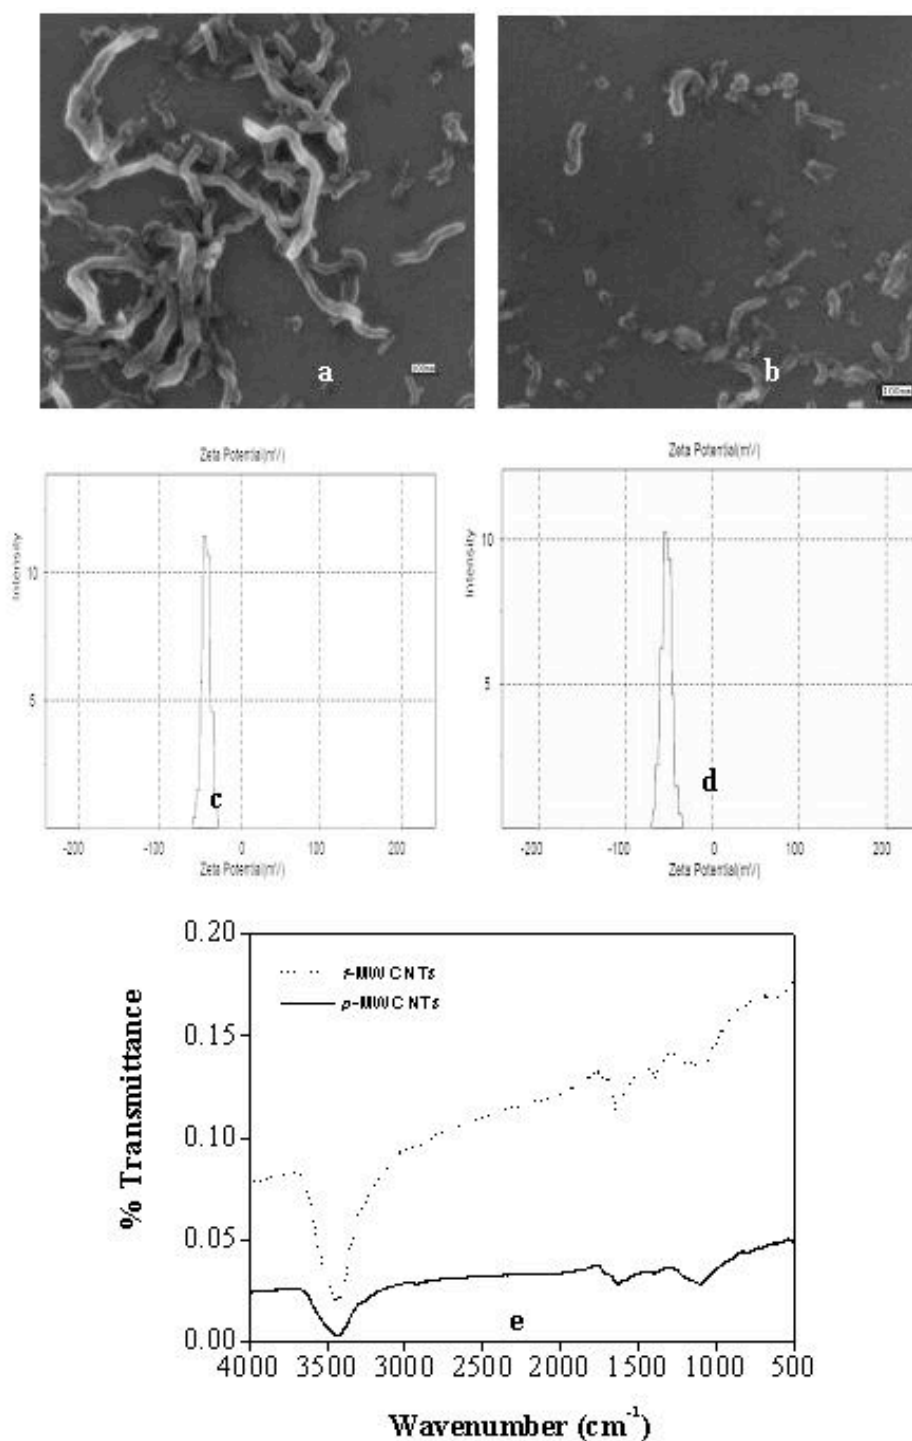 a
b
100nm
Zeta Potential(mV)
Zeta Potential(mV)
Intensity
10
5
c
-200 -100 0 100 200
Zeta Potential(mV)
Intensity
10
5
d
-200 -100 0 100 200
Zeta Potential(mV)
% Transmittance
0.20
0.15
0.10
0.05
0.00
-MWCNTs
p-MWCNTs
e
4000 3500 3000 2500 2000 1500 1000 500
Wavenumber (cm⁻¹)